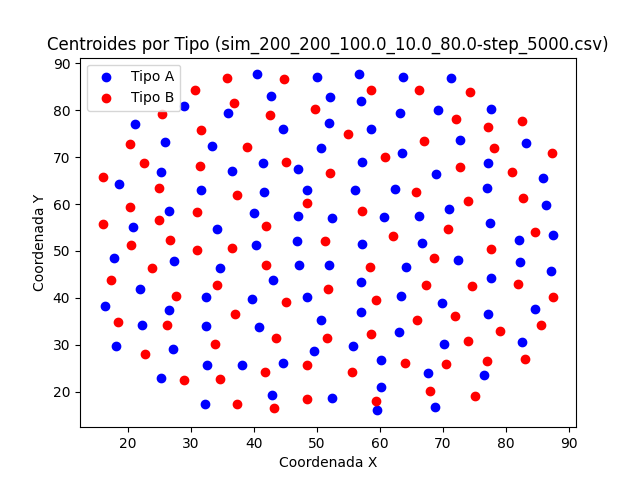 Centroides por Tipo (sim_200_200_100.0_10.0_80.0-step_5000.csv)
Tipo A
Tipo B
90
80
70
60
50
40
30
20
Coordenada Y
20 30 40 50 60 70 80 90
Coordenada X